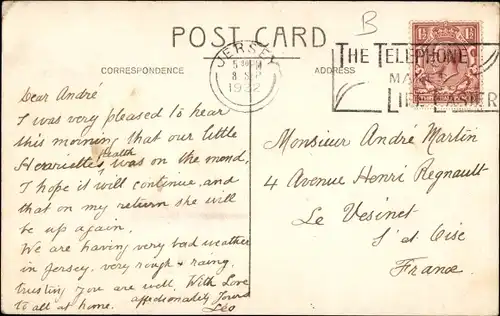 B
POST CARD
CORRESPONDENCE
ADDRESS
JERSEY
8 SP
1932
THE TELEPHONE
MAKES
LIFE EASIER
Dear André
I was very pleased to hear
this morning that our little
Henriette's Health was on the mend,
I hope it will continue, and
that on my return she will
be up again.
We are having very bad weather
in Jersey. very rough & raing.
trusting you are well. With Love
to all at home. affectionately Yours
Léo
Monsieur André Martin
4 Avenue Henri Regnault
Le Vesinet
S' et Oise
France